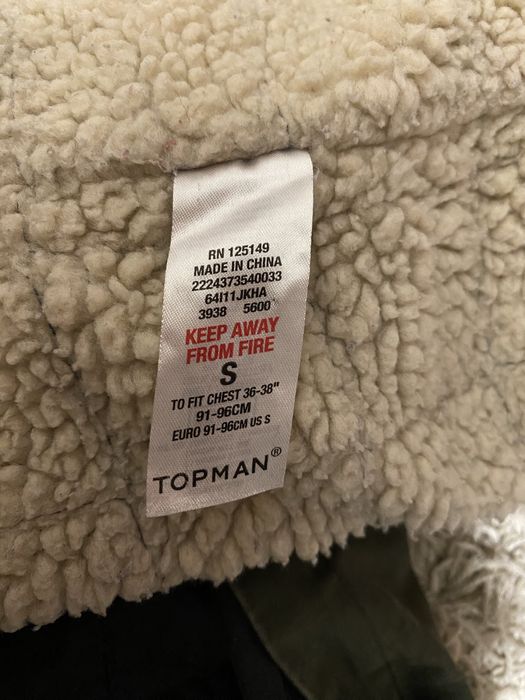 RN 125149
MADE IN CHINA
2224373540033
64I11JKHA
3938 5600
KEEP AWAY
FROM FIRE
S
TO FIT CHEST 36-38"
91-96CM
EURO 91-96CM US S
TOPMAN®